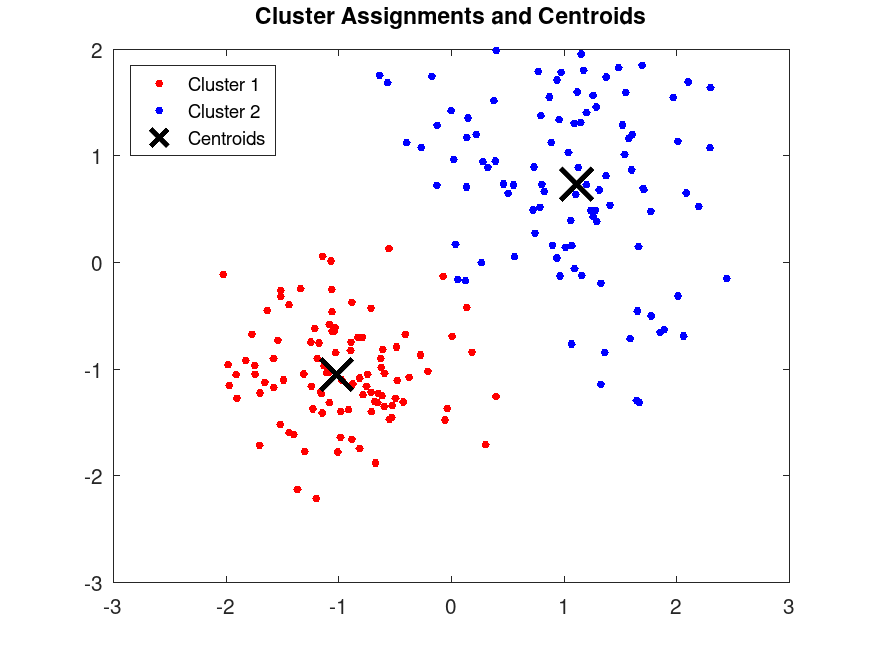 Cluster Assignments and Centroids
2
1
0
-1
-2
-3
Cluster 1
Cluster 2
Centroids
-3 -2 -1 0 1 2 3